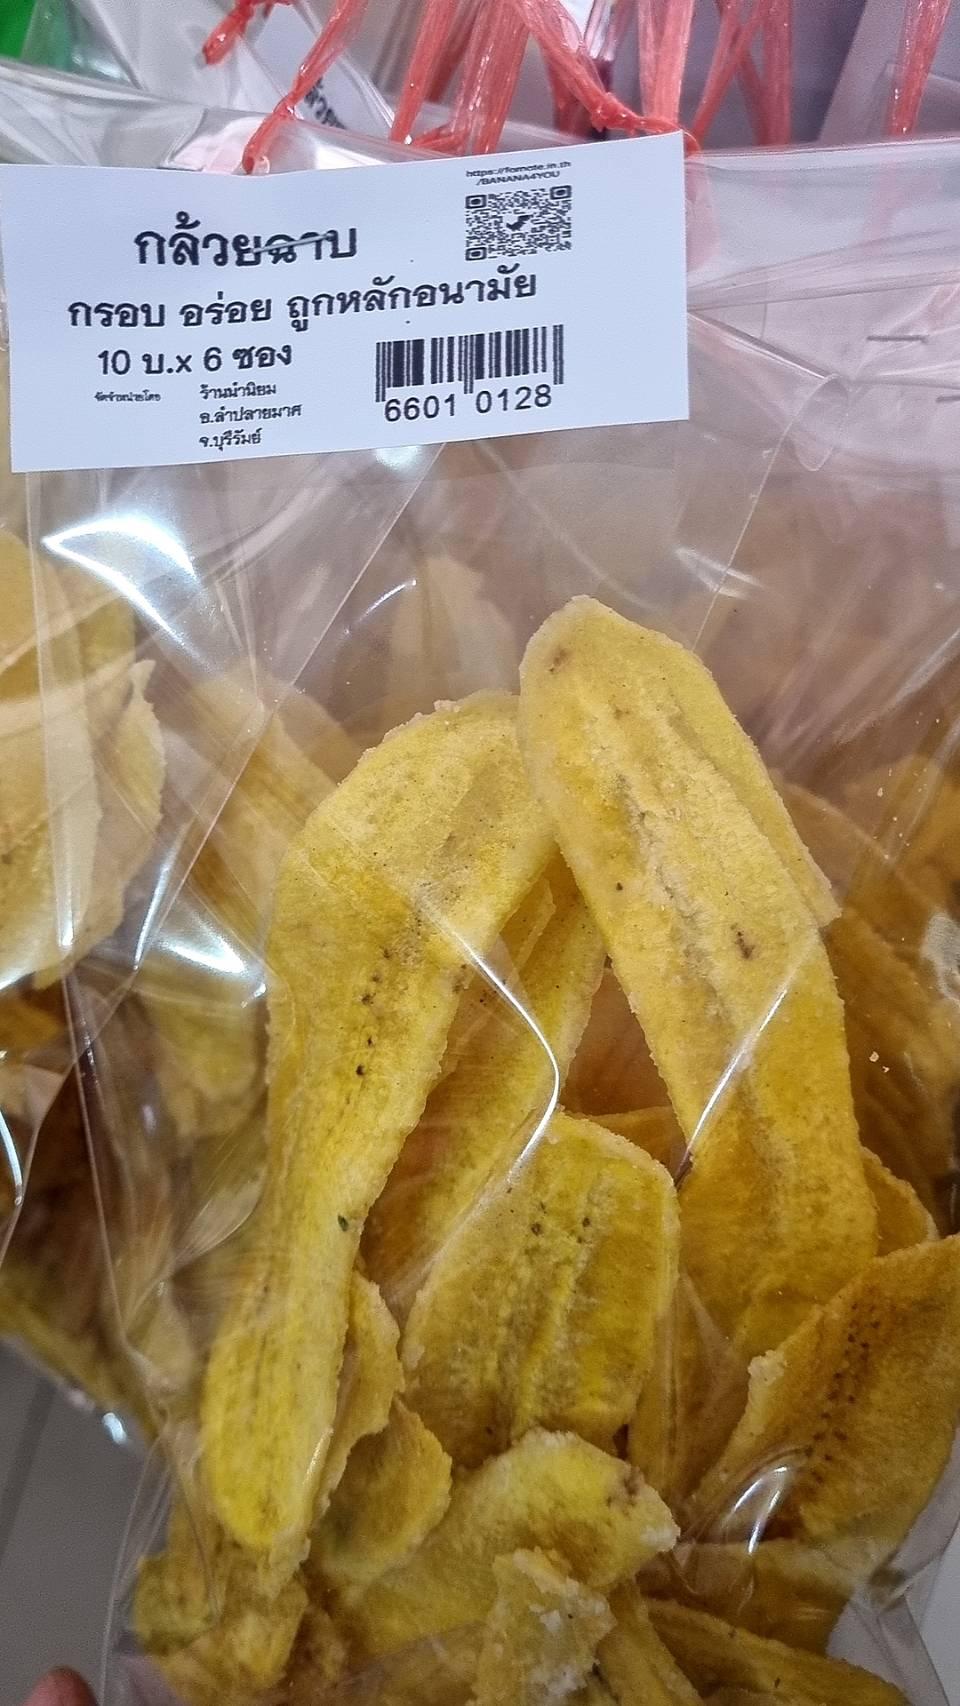 https://fornote.in.th
/BANANA4YOU
กล้วยฉาบ
กรอบ อร่อย ถูกหลักอนามัย
10 บ.x 6 ซอง
จัดจำหน่ายโดย
ร้านนำนิยม
อ.ลำปลายมาศ
จ.บุรีรัมย์
6601 0128